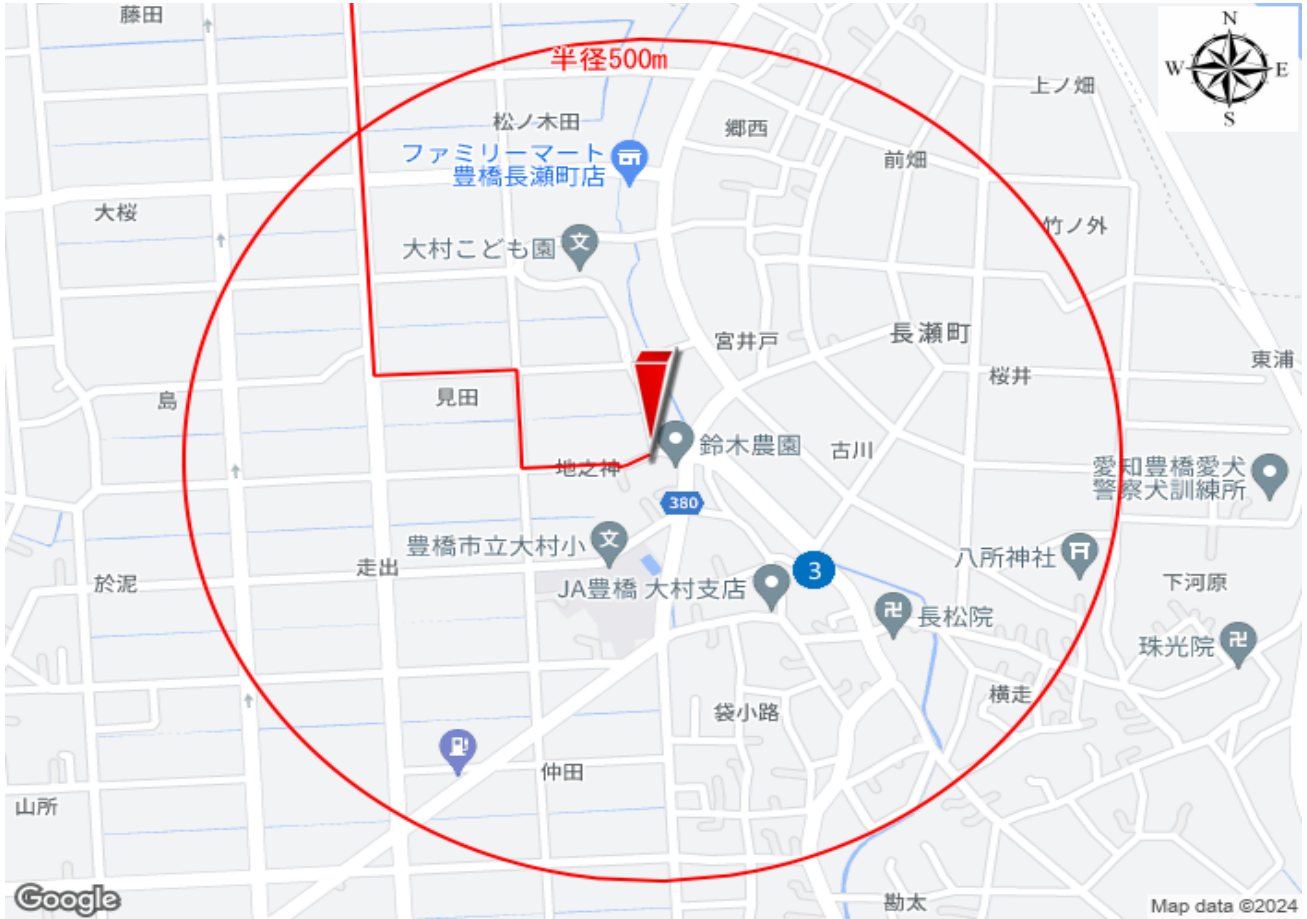 藤田
半径500m
N
W
E
S
上ノ畑
松ノ木田
郷西
ファミリーマート
豊橋長瀬町店
前畑
大桜
竹ノ外
大村こども園
文
宮井戸
長瀬町
東浦
桜井
島
見田
鈴木農園
古川
地之神
愛知豊橋愛犬
警察犬訓練所
380
豊橋市立大村小
文
八所神社
走出
於泥
JA豊橋 大村支店
3
下河原
長松院
珠光院
横走
袋小路
仲田
山所
勘太
Google
Map data ©2024